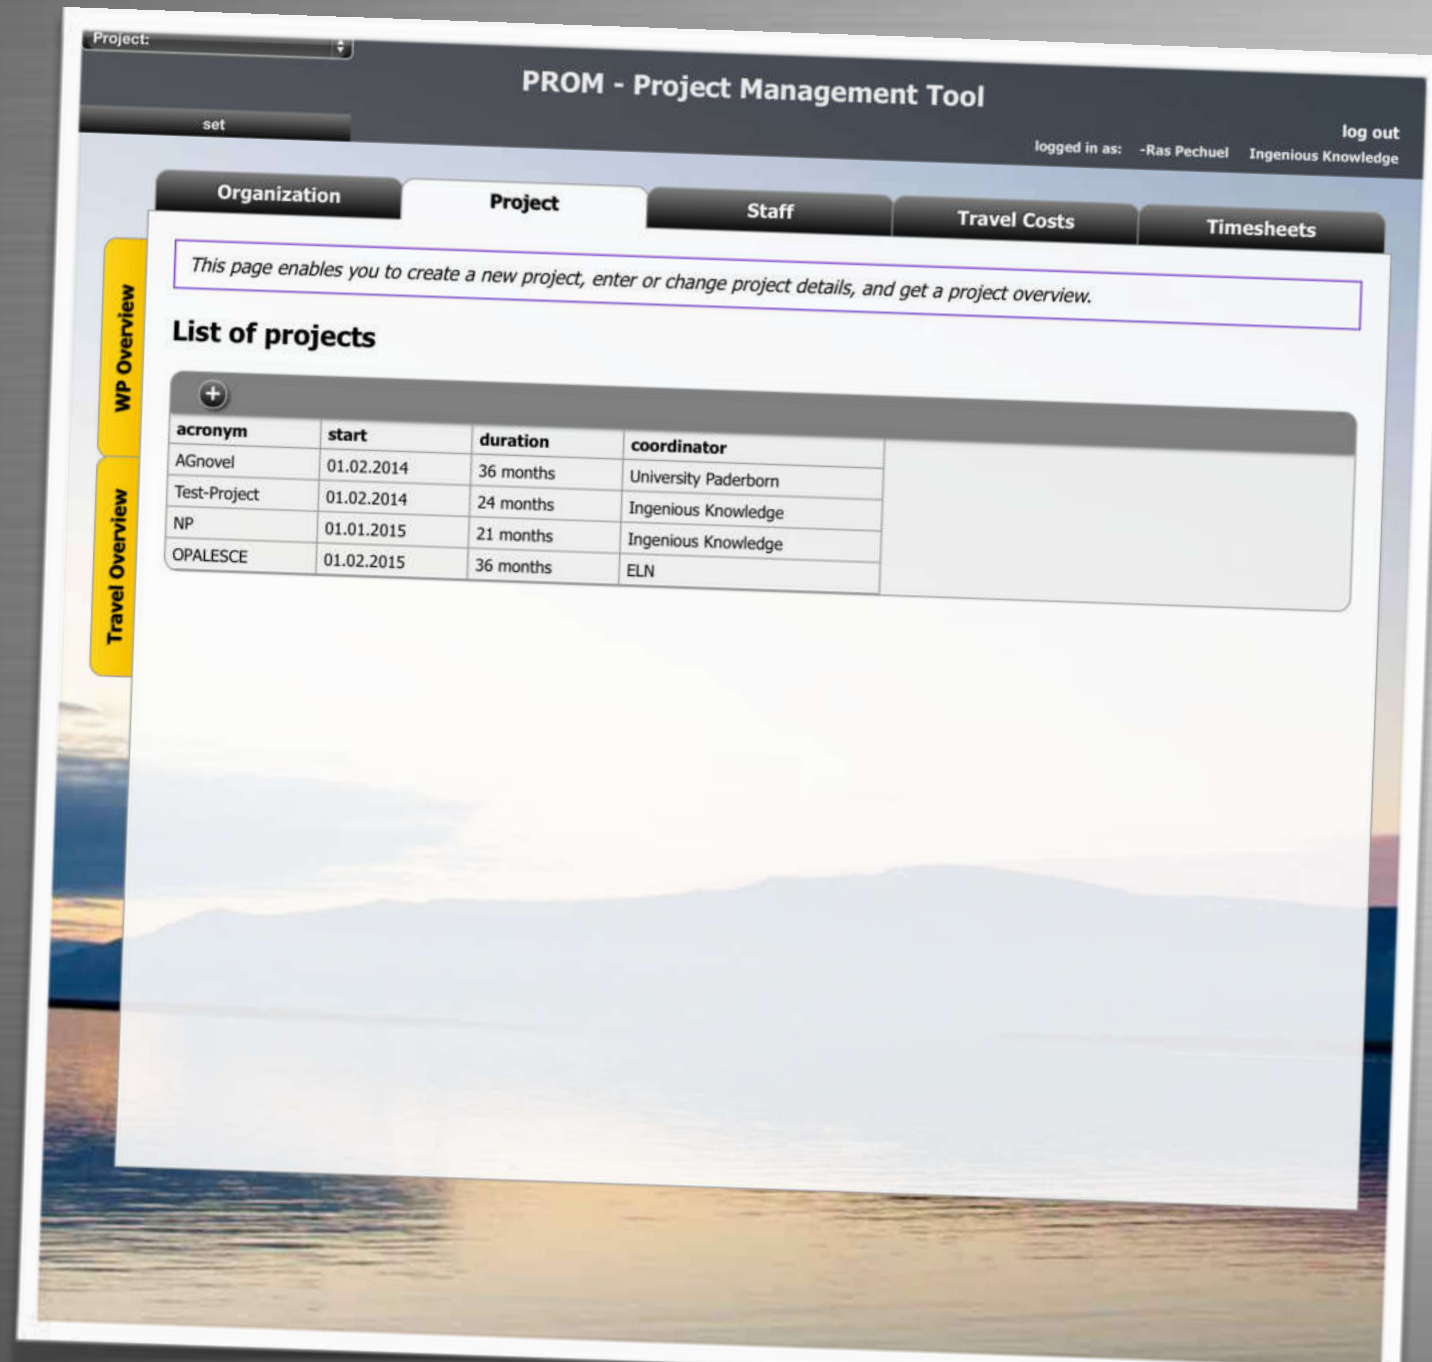 Project:
PROM - Project Management Tool
set
log out
logged in as: -Ras Pechuel Ingenious Knowledge
Organization Project Staff Travel Costs Timesheets
WP Overview
Travel Overview
This page enables you to create a new project, enter or change project details, and get a project overview.
List of projects
acronym start duration coordinator
AGnovel 01.02.2014 36 months University Paderborn
Test-Project 01.02.2014 24 months Ingenious Knowledge
NP 01.01.2015 21 months Ingenious Knowledge
OPALESCE 01.02.2015 36 months ELN